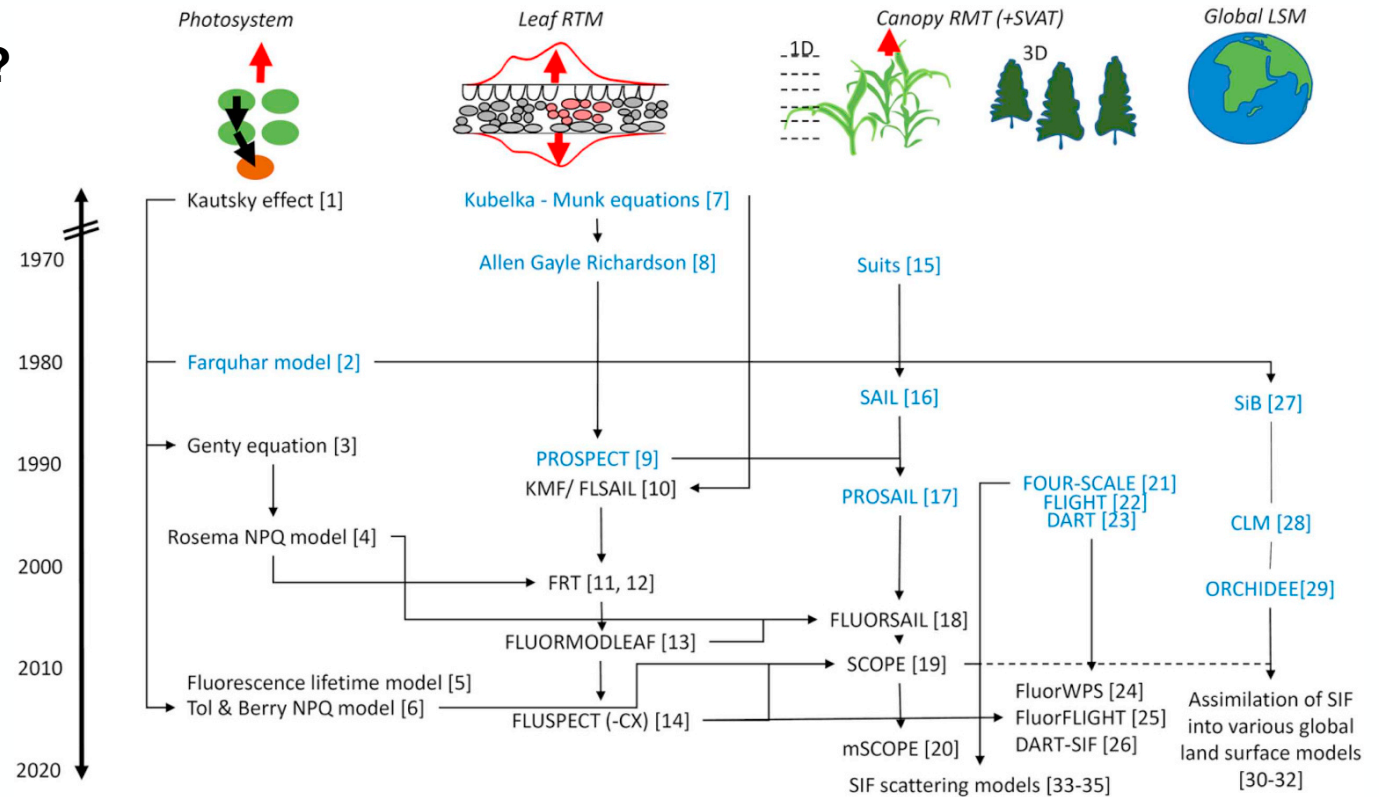 ?
Photosystem
Leaf RTM
Canopy RMT (+SVAT)
Global LSM
1D
3D
Kautsky effect [1]
Kubelka - Munk equations [7]
1970
Allen Gayle Richardson [8]
Suits [15]
1980
Farquhar model [2]
SAIL [16]
SiB [27]
Genty equation [3]
1990
PROSPECT [9]
KMF/ FLSAIL [10]
PROSAIL [17]
FOUR-SCALE [21]
FLIGHT [22]
DART [23]
CLM [28]
Rosema NPQ model [4]
2000
FRT [11, 12]
ORCHIDEE[29]
FLUORSAIL [18]
FLUORMODLEAF [13]
2010
SCOPE [19]
Fluorescence lifetime model [5]
Tol & Berry NPQ model [6]
FLUSPECT (-CX) [14]
FluorWPS [24]
FluorFLIGHT [25]
DART-SIF [26]
Assimilation of SIF
into various global
land surface models
[30-32]
mSCOPE [20]
2020
SIF scattering models [33-35]